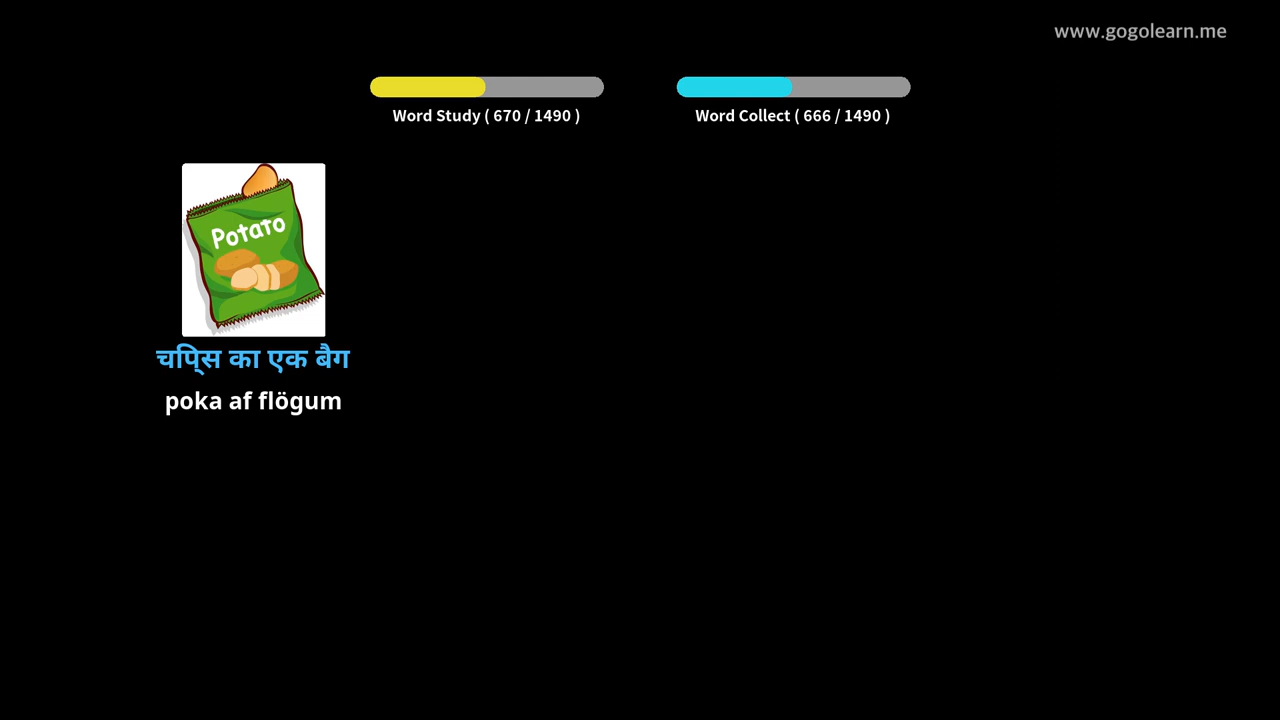 www.gogolearn.me
Word Study ( 670 / 1490 )
Word Collect ( 666 / 1490 )
Potato
चिप्स का एक बैग
poka af flögum